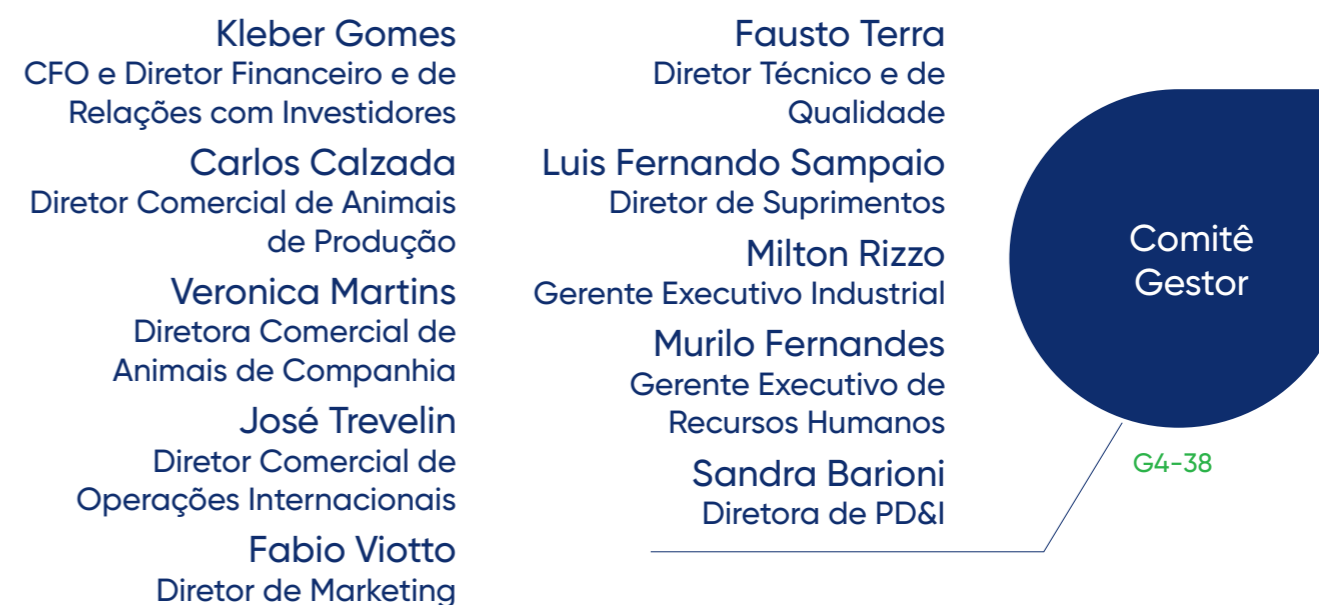 Kleber Gomes
CFO e Diretor Financeiro e de
Relações com Investidores
Carlos Calzada
Diretor Comercial de Animais
de Produção
Veronica Martins
Diretora Comercial de
Animais de Companhia
José Trevelin
Diretor Comercial de
Operações Internacionais
Fabio Viotto
Diretor de Marketing
Fausto Terra
Diretor Técnico e de
Qualidade
Luis Fernando Sampaio
Diretor de Suprimentos
Milton Rizzo
Gerente Executivo Industrial
Murilo Fernandes
Gerente Executivo de
Recursos Humanos
Sandra Barioni
Diretora de PD&I
Comitê
Gestor
G4-38